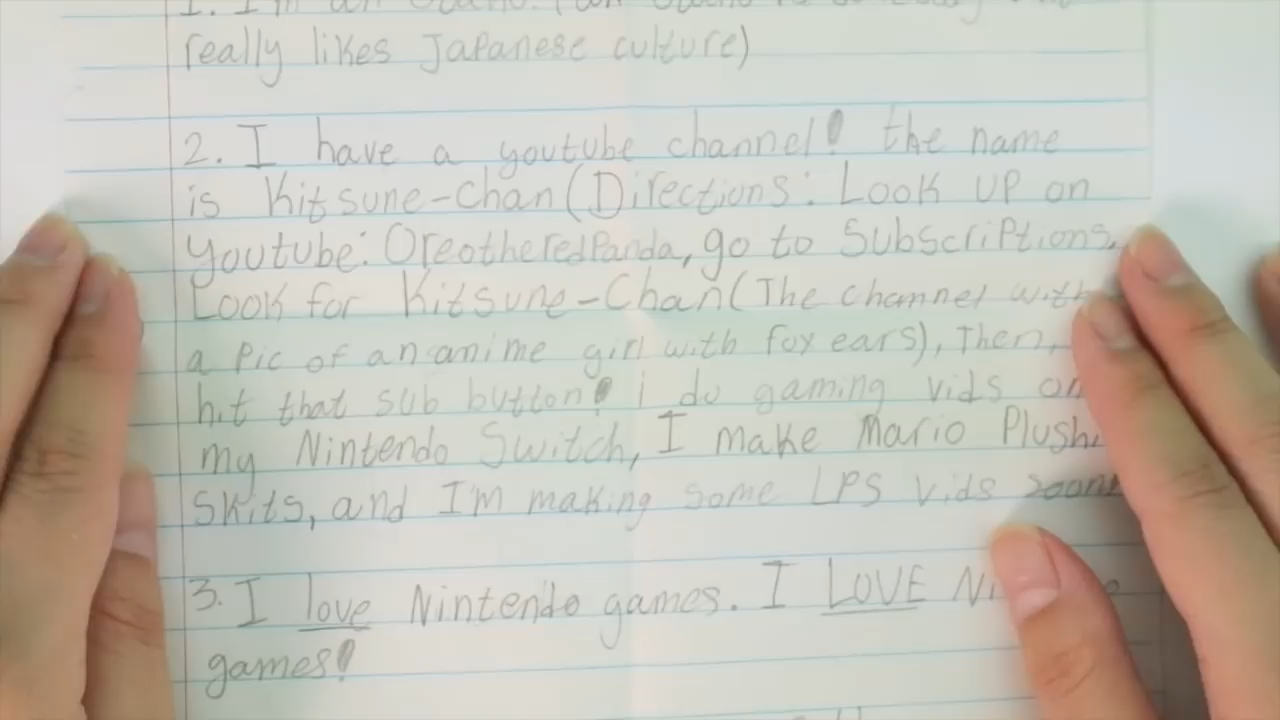 1. I'm an
really likes Japanese culture)
2. I have a youtube channel! the name
is Kitsune-Chan (Directions: Look up on
youtube: OreotheredPanda, go to Subscriptions,
Look for Kitsune-Chan (The channel with
a pic of an anime girl with fox ears), Then,
hit that sub button! i do gaming vids on
my Nintendo Switch, I make Mario Plush
Skits, and I'm making some LPS vids soon
3. I love Nintendo games. I LOVE
games!